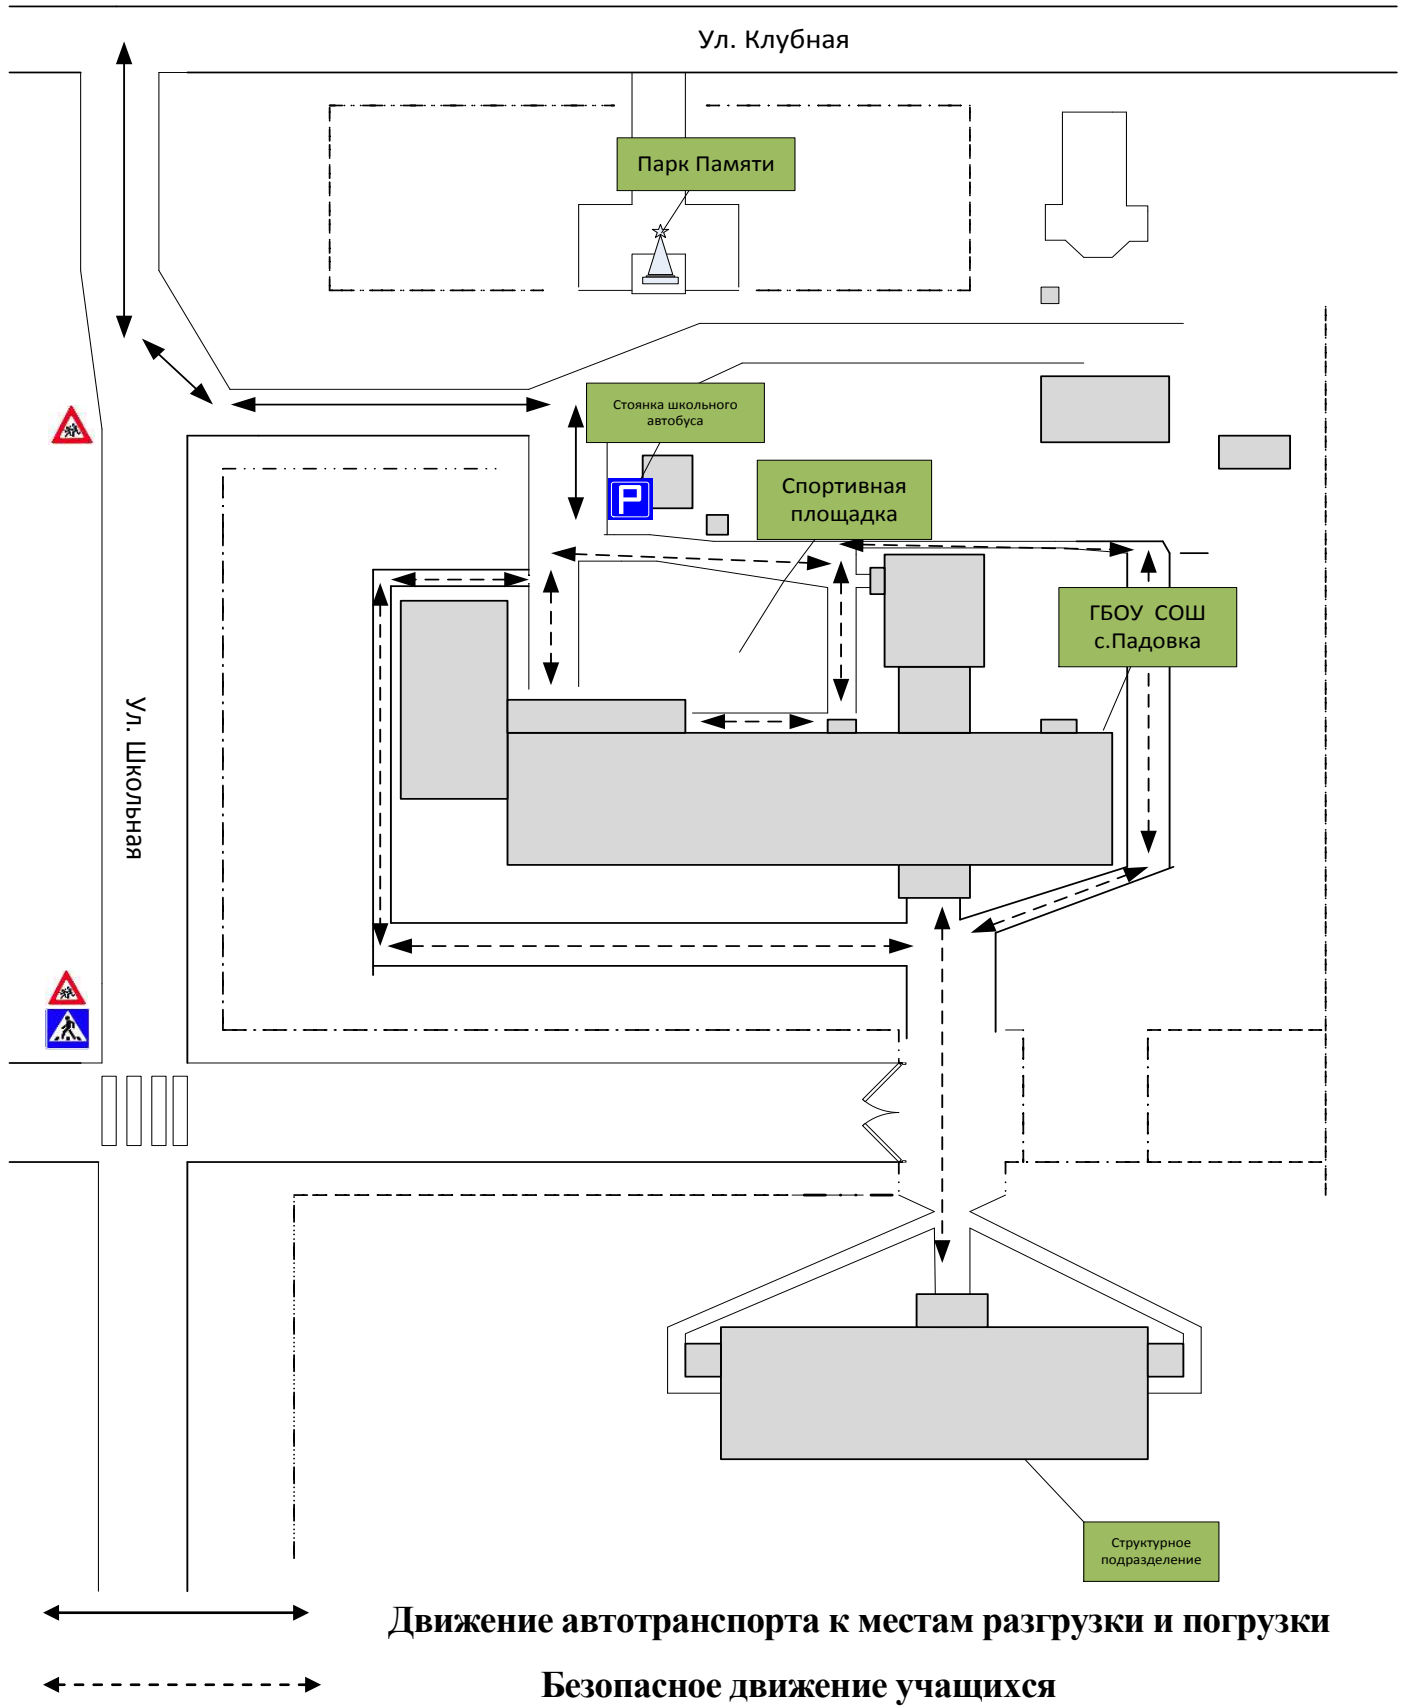 Ул. Клубная
Парк Памяти
Стоянка школьного
автобуса
P
Спортивная
площадка
ГБОУ СОШ
с.Падовка
Ул. Школьная
Структурное
подразделение
Движение автотранспорта к местам разгрузки и погрузки
Безопасное движение учащихся